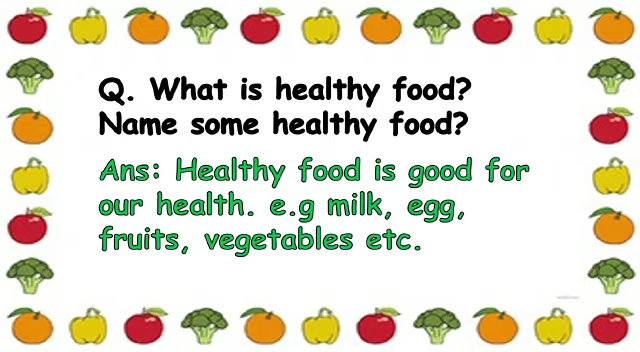 Q. What is healthy food?
Name some healthy food?
Ans: Healthy food is good for
our health. e.g milk, egg,
fruits, vegetables etc.